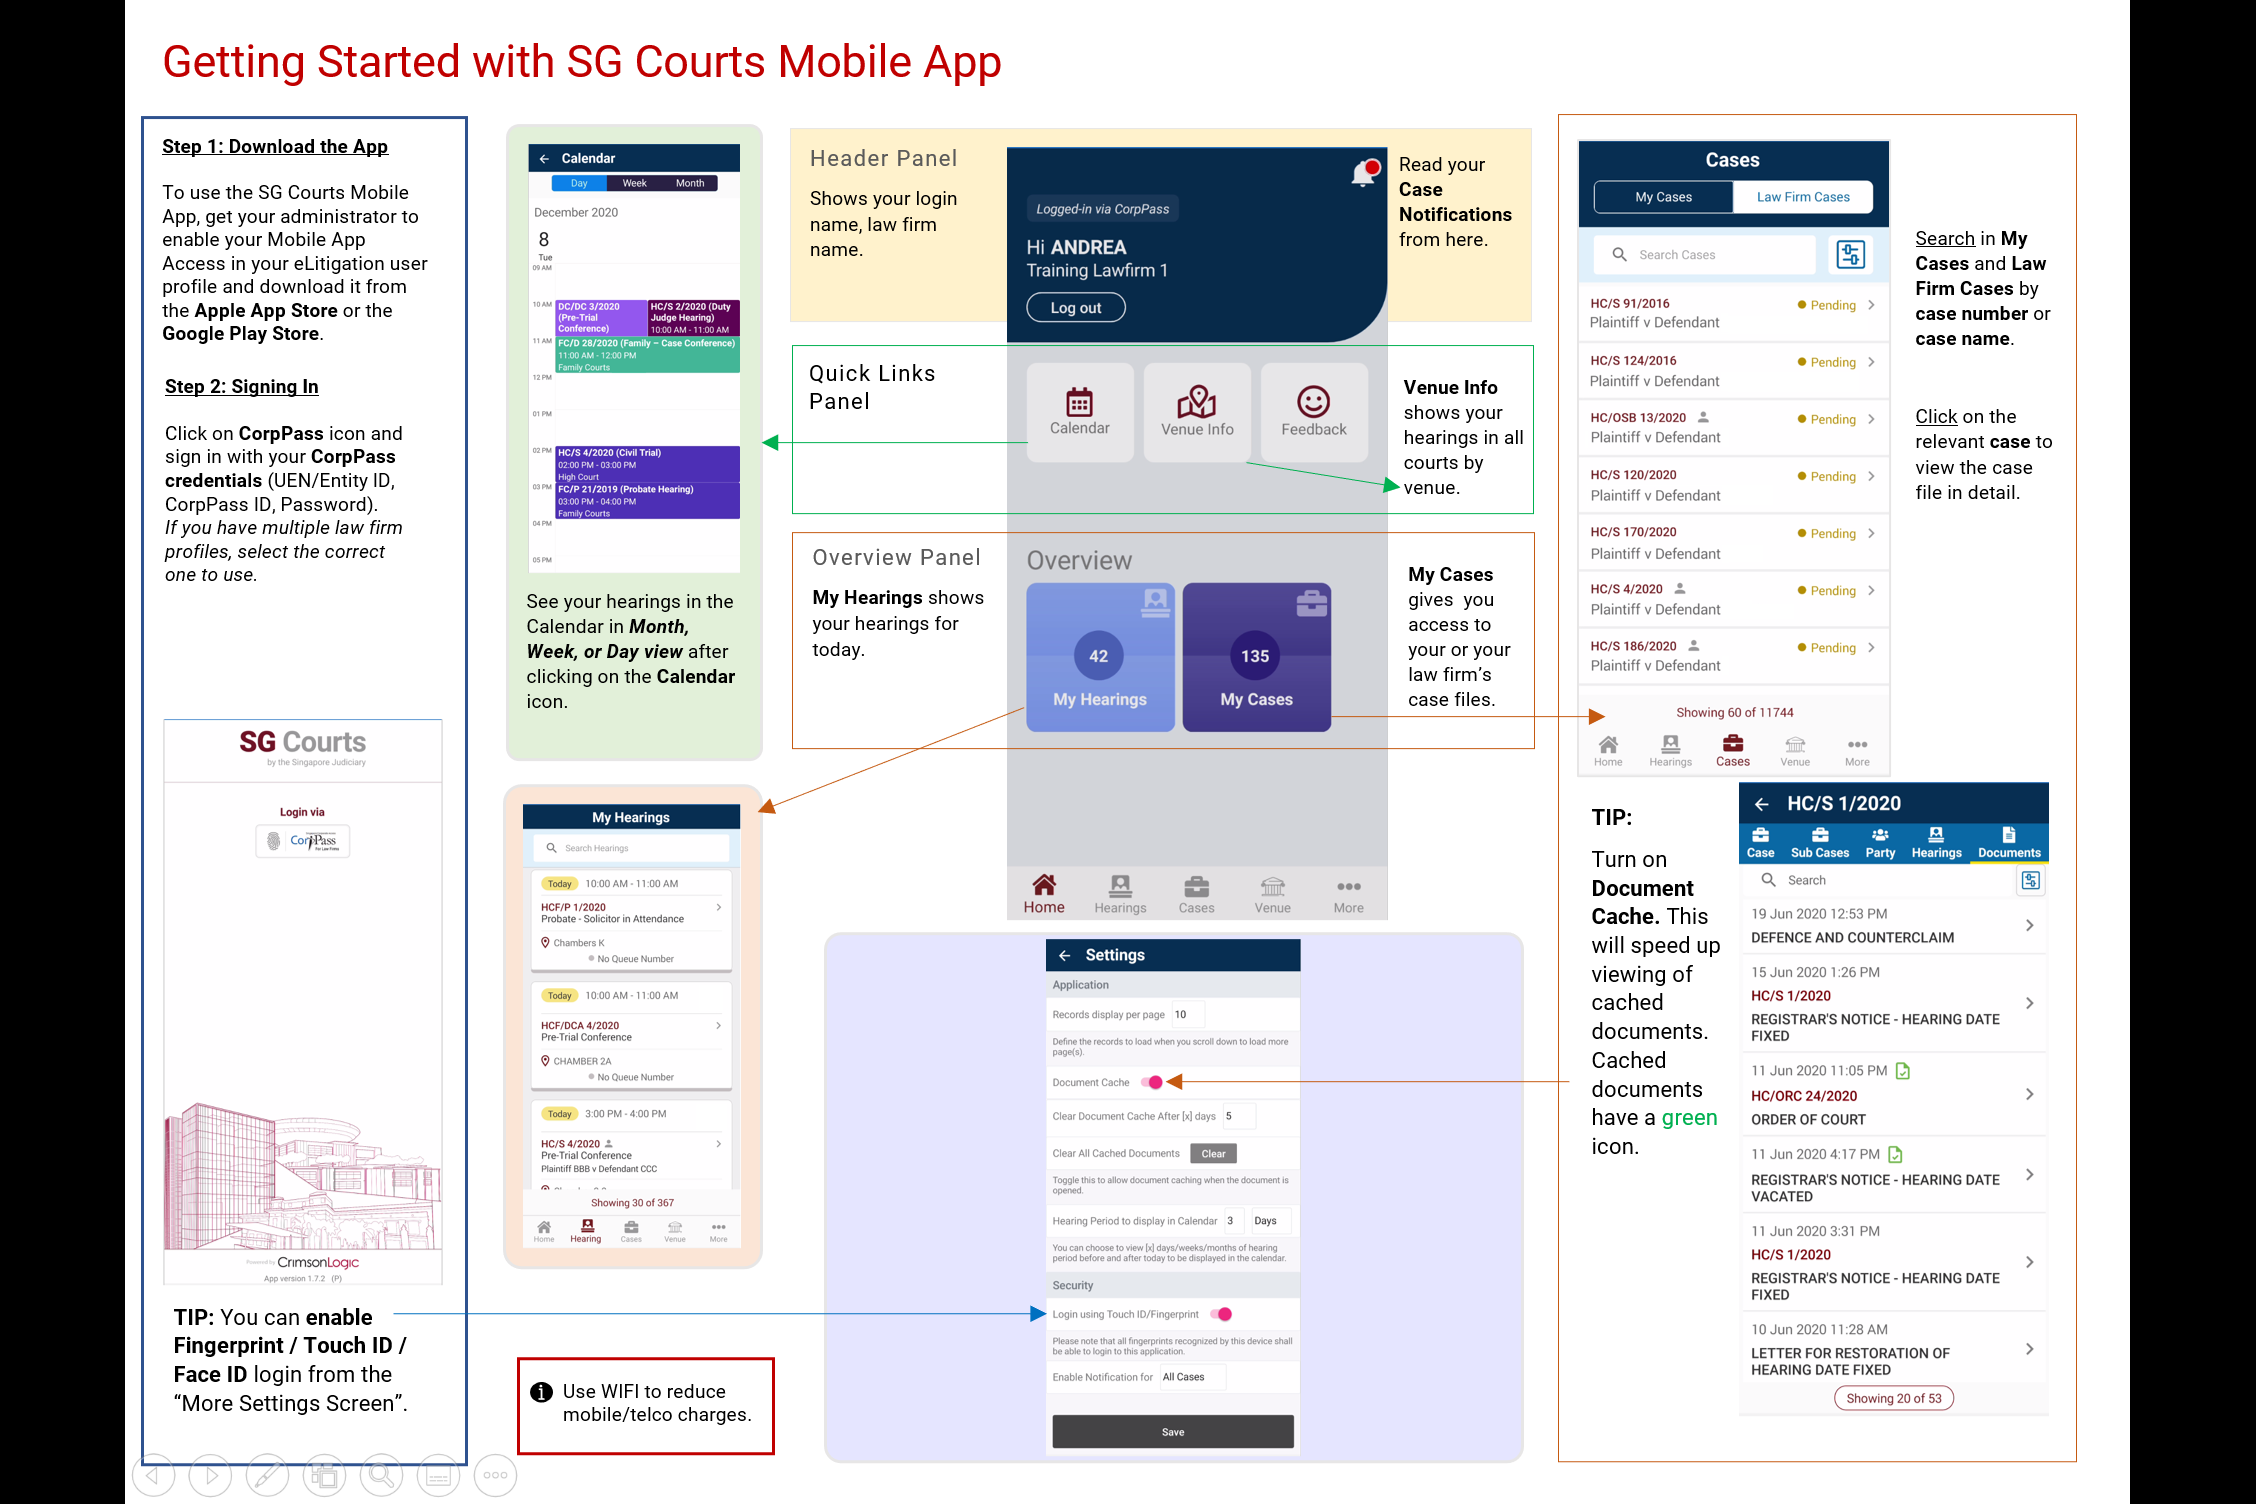 Getting Started with SG Courts Mobile App
Step 1: Download the App
To use the SG Courts Mobile
App, get your administrator to
enable your Mobile App
Access in your eLitigation user
profile and download it from
the Apple App Store or the
Google Play Store.
Step 2: Signing In
Click on CorpPass icon and
sign in with your CorpPass
credentials (UEN/Entity ID,
CorpPass ID, Password).
If you have multiple law firm
profiles, select the correct
one to use.
SG Courts
by the Singapore Judiciary
Login via
CorpPass
For Law Firms
Powered by CrimsonLogic
App version 1.7.2 (P)
TIP: You can enable
Fingerprint / Touch ID /
Face ID login from the
“More Settings Screen”.
Calendar
Day Week Month
December 2020
8
Tue
09 AM
10 AM
DC/DC 3/2020
(Pre-Trial
Conference)
HC/S 2/2020 (Duty
Judge Hearing)
10:00 AM - 11:00 AM
11 AM
FC/D 28/2020 (Family – Case Conference)
11:00 AM - 12:00 PM
Family Courts
12 PM
01 PM
02 PM
HC/S 4/2020 (Civil Trial)
02:00 PM - 03:00 PM
High Court
03 PM
FC/P 21/2019 (Probate Hearing)
03:00 PM - 04:00 PM
Family Courts
04 PM
05 PM
See your hearings in the
Calendar in Month,
Week, or Day view after
clicking on the Calendar
icon.
My Hearings
Search Hearings
Today 10:00 AM - 11:00 AM
HCF/P 1/2020
Probate - Solicitor in Attendance
Chambers K
No Queue Number
Today 10:00 AM - 11:00 AM
HCF/DCA 4/2020
Pre-Trial Conference
CHAMBER 2A
No Queue Number
Today 3:00 PM - 4:00 PM
HC/S 4/2020
Pre-Trial Conference
Plaintiff BBB v Defendant CCC
Showing 30 of 367
Home Hearing Cases Venue More
Use WIFI to reduce
mobile/telco charges.
Header Panel
Shows your login
name, law firm
name.
Logged-in via CorpPass
Hi ANDREA
Training Lawfirm 1
Log out
Read your
Case
Notifications
from here.
Quick Links
Panel
Calendar Venue Info Feedback
Venue Info
shows your
hearings in all
courts by
venue.
Overview Panel
My Hearings shows
your hearings for
today.
Overview
42
My Hearings
135
My Cases
My Cases
gives you
access to
your or your
law firm’s
case files.
Home Hearings Cases Venue More
Settings
Application
Records display per page 10
Define the records to load when you scroll down to load more
page(s).
Document Cache
Clear Document Cache After [x] days 5
Clear All Cached Documents Clear
Toggle this to allow document caching when the document is
opened.
Hearing Period to display in Calendar 3 Days
You can choose to view [x] days/weeks/months of hearing
period before and after today to be displayed in the calendar.
Security
Login using Touch ID/Fingerprint
Please note that all fingerprints recognized by this device shall
be able to login to this application.
Enable Notification for All Cases
Save
Cases
My Cases Law Firm Cases
Search Cases
HC/S 91/2016
Plaintiff v Defendant
Pending
HC/S 124/2016
Plaintiff v Defendant
Pending
HC/OSB 13/2020
Plaintiff v Defendant
Pending
HC/S 120/2020
Plaintiff v Defendant
Pending
HC/S 170/2020
Plaintiff v Defendant
Pending
HC/S 4/2020
Plaintiff v Defendant
Pending
HC/S 186/2020
Plaintiff v Defendant
Pending
Showing 60 of 11744
Home Hearings Cases Venue More
Search in My
Cases and Law
Firm Cases by
case number or
case name.
Click on the
relevant case to
view the case
file in detail.
TIP:
Turn on
Document
Cache. This
will speed up
viewing of
cached
documents.
Cached
documents
have a green
icon.
HC/S 1/2020
Case Sub Cases Party Hearings Documents
Search
19 Jun 2020 12:53 PM
DEFENCE AND COUNTERCLAIM
15 Jun 2020 1:26 PM
HC/S 1/2020
REGISTRAR'S NOTICE - HEARING DATE
FIXED
11 Jun 2020 11:05 PM
HC/ORC 24/2020
ORDER OF COURT
11 Jun 2020 4:17 PM
REGISTRAR'S NOTICE - HEARING DATE
VACATED
11 Jun 2020 3:31 PM
HC/S 1/2020
REGISTRAR'S NOTICE - HEARING DATE
FIXED
10 Jun 2020 11:28 AM
LETTER FOR RESTORATION OF
HEARING DATE FIXED
Showing 20 of 53